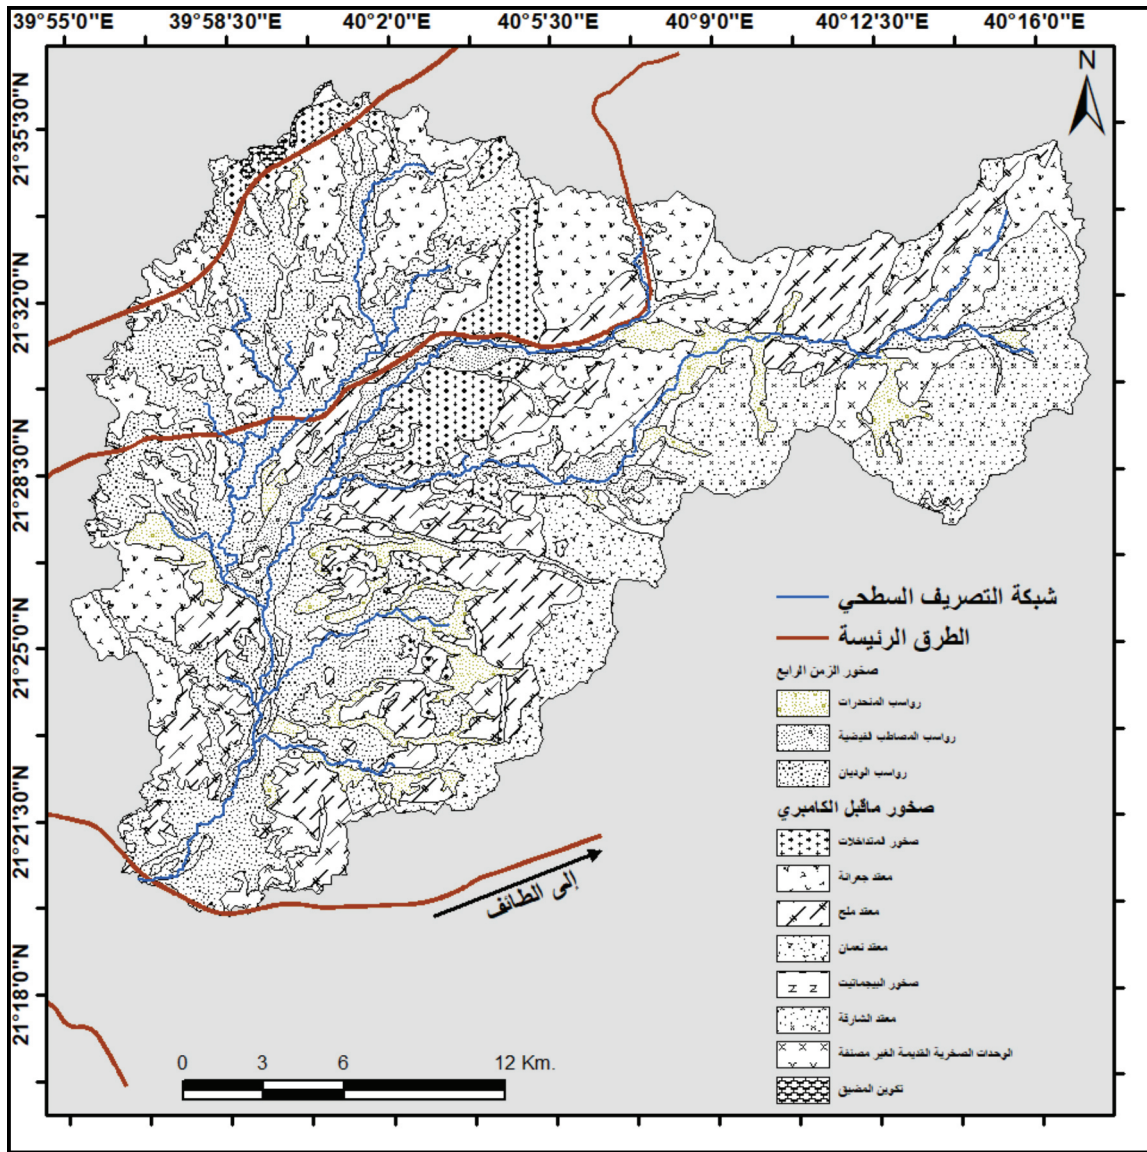 39°55'0"E 39°58'30"E 40°2'0"E 40°5'30"E 40°9'0"E 40°12'30"E 40°16'0"E
N
21°35'30"N
21°32'0"N
21°28'30"N
21°25'0"N
21°21'30"N
21°18'0"N
شبكة التصريف السطحي
الطرق الرئيسة
صخور الزمن الرابع
رواسب المنحدرات
رواسب المصاطب الفيضية
رواسب الوديان
صخور ماقبل الكامبري
صخور المتداخلات
معقد جعرانة
معقد ملح
معقد نعمان
صخور البيجماتيت
معقد الشارقة
الوحدات الصخرية القديمة الغير مصنفة
تكوين المضيق
إلى الطائف
0 3 6 12 Km.